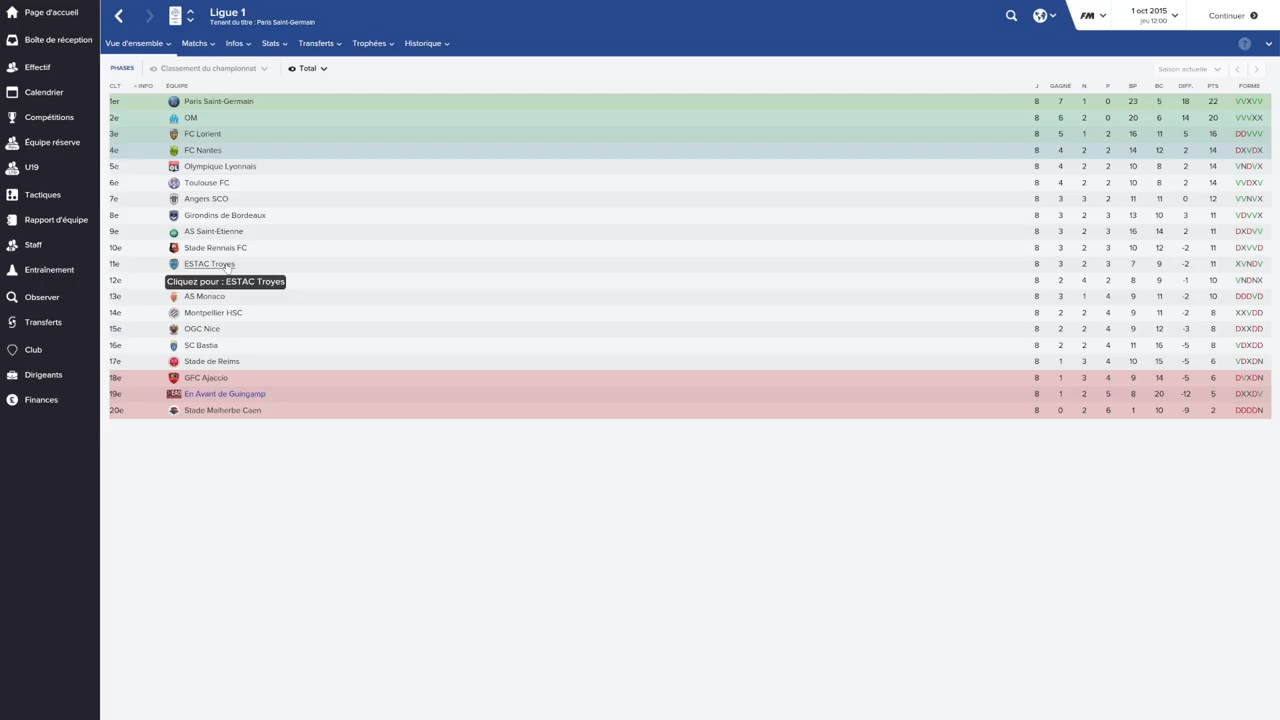 Page d'accueil
Boîte de réception
Effectif
Calendrier
Compétitions
Équipe réserve
U19
Tactiques
Rapport d'équipe
Staff
Entraînement
Observer
Transferts
Club
Dirigeants
Finances
Ligue 1
Tenant du titre : Paris Saint-Germain
FM
1 oct 2015
jeu 12:00
Continuer
Vue d'ensemble Matchs Infos Stats Transferts Trophées Historique
PHASES Classement du championnat Total Saison actuelle
CLT INFO ÉQUIPE J GAGNÉ N P BP BC DIFF. PTS FORME
1er Paris Saint-Germain 8 7 1 0 23 5 18 22 VVXVV
2e OM 8 6 2 0 20 6 14 20 VVVXX
3e FC Lorient 8 5 1 2 16 11 5 16 DDVVV
4e FC Nantes 8 4 2 2 14 12 2 14 DXVDX
5e Olympique Lyonnais 8 4 2 2 10 8 2 14 VNDVX
6e Toulouse FC 8 4 2 2 10 8 2 14 VVDXV
7e Angers SCO 8 3 3 2 11 11 0 12 VVNVX
8e Girondins de Bordeaux 8 3 2 3 13 10 3 11 VDVVX
9e AS Saint-Etienne 8 3 2 3 16 14 2 11 DXDVV
10e Stade Rennais FC 8 3 2 3 10 12 -2 11 DXVVD
11e ESTAC Troyes 8 3 2 3 7 9 -2 11 XVNDV
12e 8 2 4 2 8 9 -1 10 VNDNX
Cliquez pour : ESTAC Troyes
13e AS Monaco 8 3 1 4 9 11 -2 10 DDDVD
14e Montpellier HSC 8 2 2 4 9 11 -2 8 XXVDD
15e OGC Nice 8 2 2 4 9 12 -3 8 DXXDD
16e SC Bastia 8 2 2 4 11 16 -5 8 VDXDD
17e Stade de Reims 8 1 3 4 10 15 -5 6 VDXDN
18e GFC Ajaccio 8 1 3 4 9 14 -5 6 DVXDN
19e En Avant de Guingamp 8 1 2 5 8 20 -12 5 DXXDV
20e Stade Malherbe Caen 8 0 2 6 1 10 -9 2 DDDDN